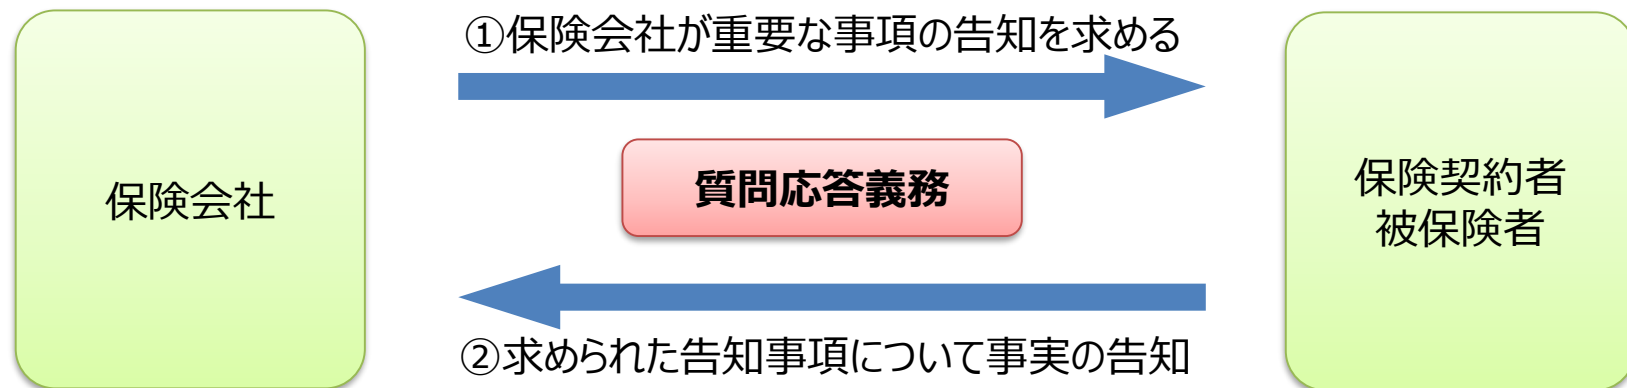 ①保険会社が重要な事項の告知を求める
保険会社
質問応答義務
保険契約者
被保険者
②求められた告知事項について事実の告知